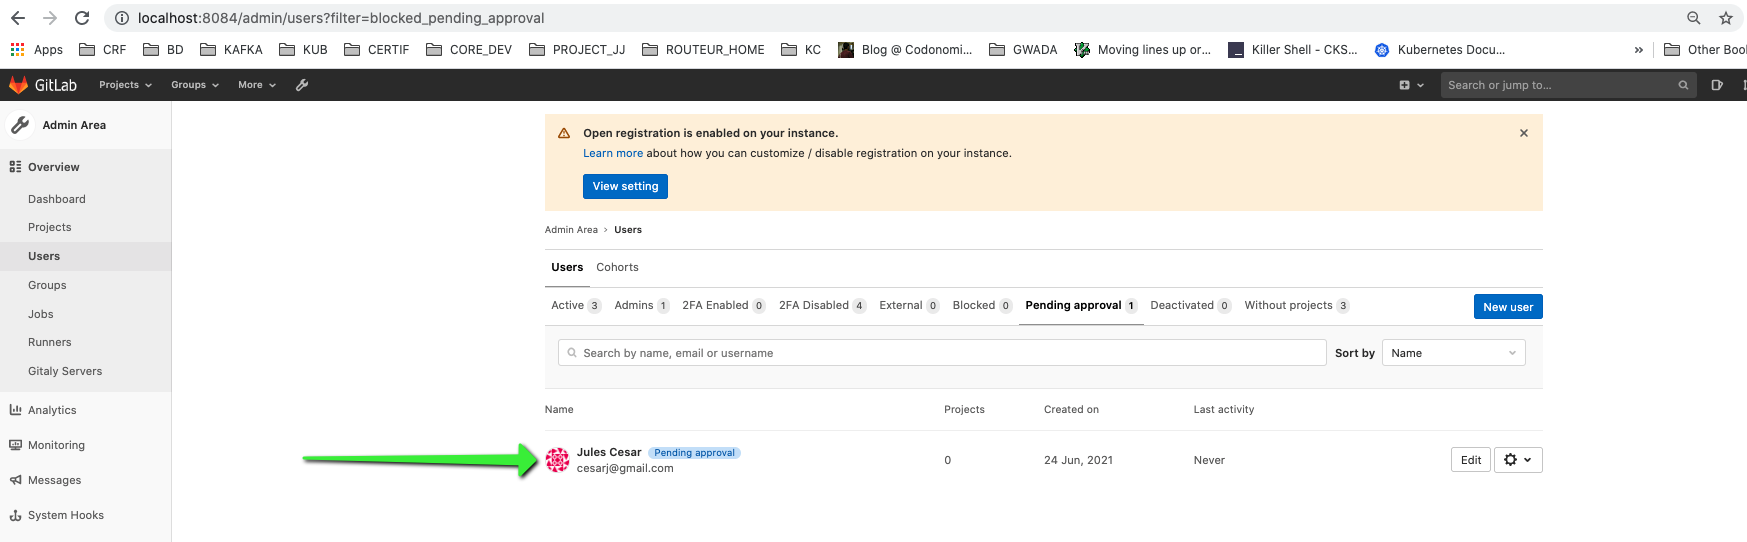 localhost:8084/admin/users?filter=blocked_pending_approval
Apps CRF BD KAFKA KUB CERTIF CORE_DEV PROJECT_JJ ROUTEUR_HOME KC Blog @ Codonomi... GWADA Moving lines up or... Killer Shell - CKS... Kubernetes Docu... » Other Boo
GitLab Projects Groups More Search or jump to...
Admin Area
Overview
Dashboard
Projects
Users
Groups
Jobs
Runners
Gitaly Servers
Analytics
Monitoring
Messages
System Hooks
Open registration is enabled on your instance.
Learn more about how you can customize / disable registration on your instance.
View setting
Admin Area › Users
Users Cohorts
Active 3 Admins 1 2FA Enabled 0 2FA Disabled 4 External 0 Blocked 0 Pending approval 1 Deactivated 0 Without projects 3 New user
Search by name, email or username Sort by Name
Name Projects Created on Last activity
Jules Cesar Pending approval
cesarj@gmail.com 0 24 Jun, 2021 Never Edit